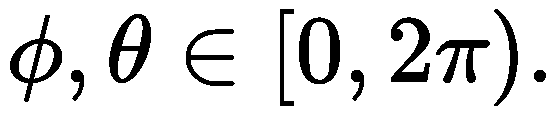 ϕ, θ ∈ [0, 2π).